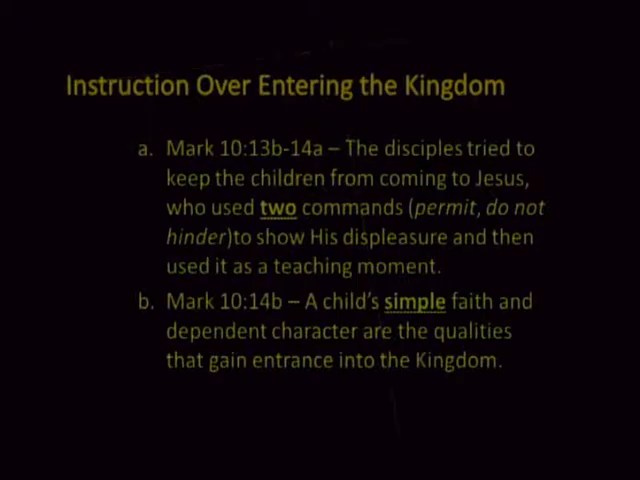 Instruction Over Entering the Kingdom
a. Mark 10:13b-14a – The disciples tried to
keep the children from coming to Jesus,
who used two commands (permit, do not
hinder)to show His displeasure and then
used it as a teaching moment.
b. Mark 10:14b – A child's simple faith and
dependent character are the qualities
that gain entrance into the Kingdom.